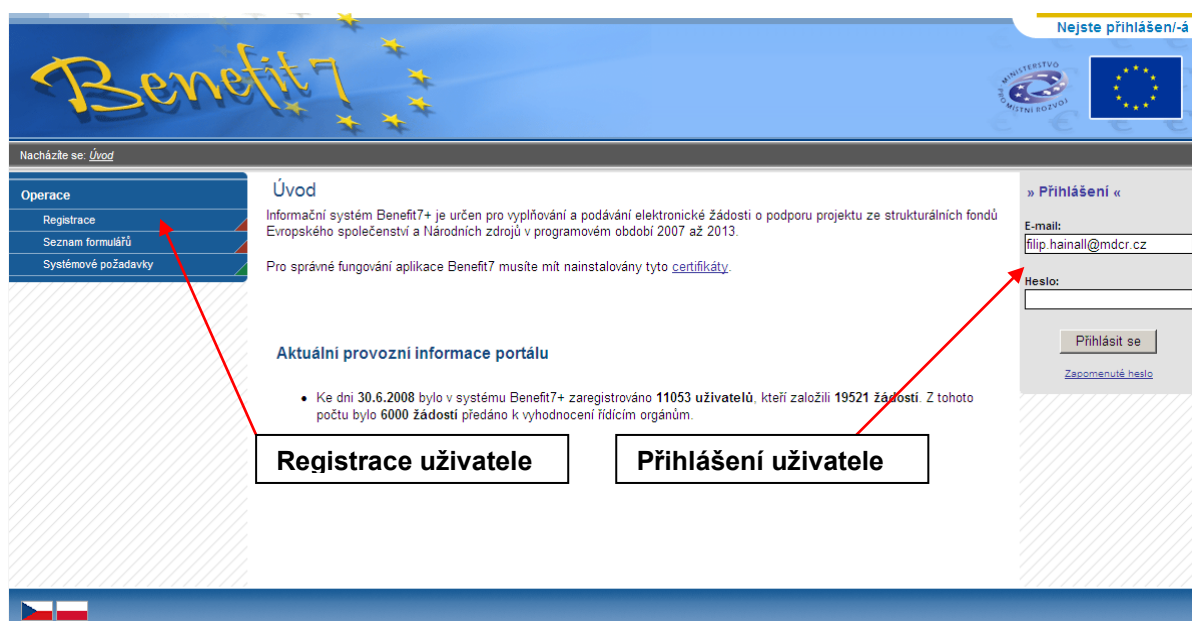 Nejste přihlášen/-á
Benefit7
MINISTERSTVO
PRO MÍSTNÍ ROZVOJ
Nacházíte se: Úvod
Operace
Registrace
Seznam formulářů
Systémové požadavky
Úvod
Informační systém Benefit7+ je určen pro vyplňování a podávání elektronické žádosti o podporu projektu ze strukturálních fondů
Evropského společenství a Národních zdrojů v programovém období 2007 až 2013.
Pro správné fungování aplikace Benefit7 musíte mít nainstalovány tyto certifikáty.
Aktuální provozní informace portálu
• Ke dni 30.6.2008 bylo v systému Benefit7+ zaregistrováno 11053 uživatelů, kteří založili 19521 žádostí. Z tohoto
počtu bylo 6000 žádostí předáno k vyhodnocení řídícím orgánům.
Registrace uživatele
Přihlášení uživatele
» Přihlášení «
E-mail:
filip.hainall@mdcr.cz
Heslo:
Přihlásit se
Zapomenuté heslo